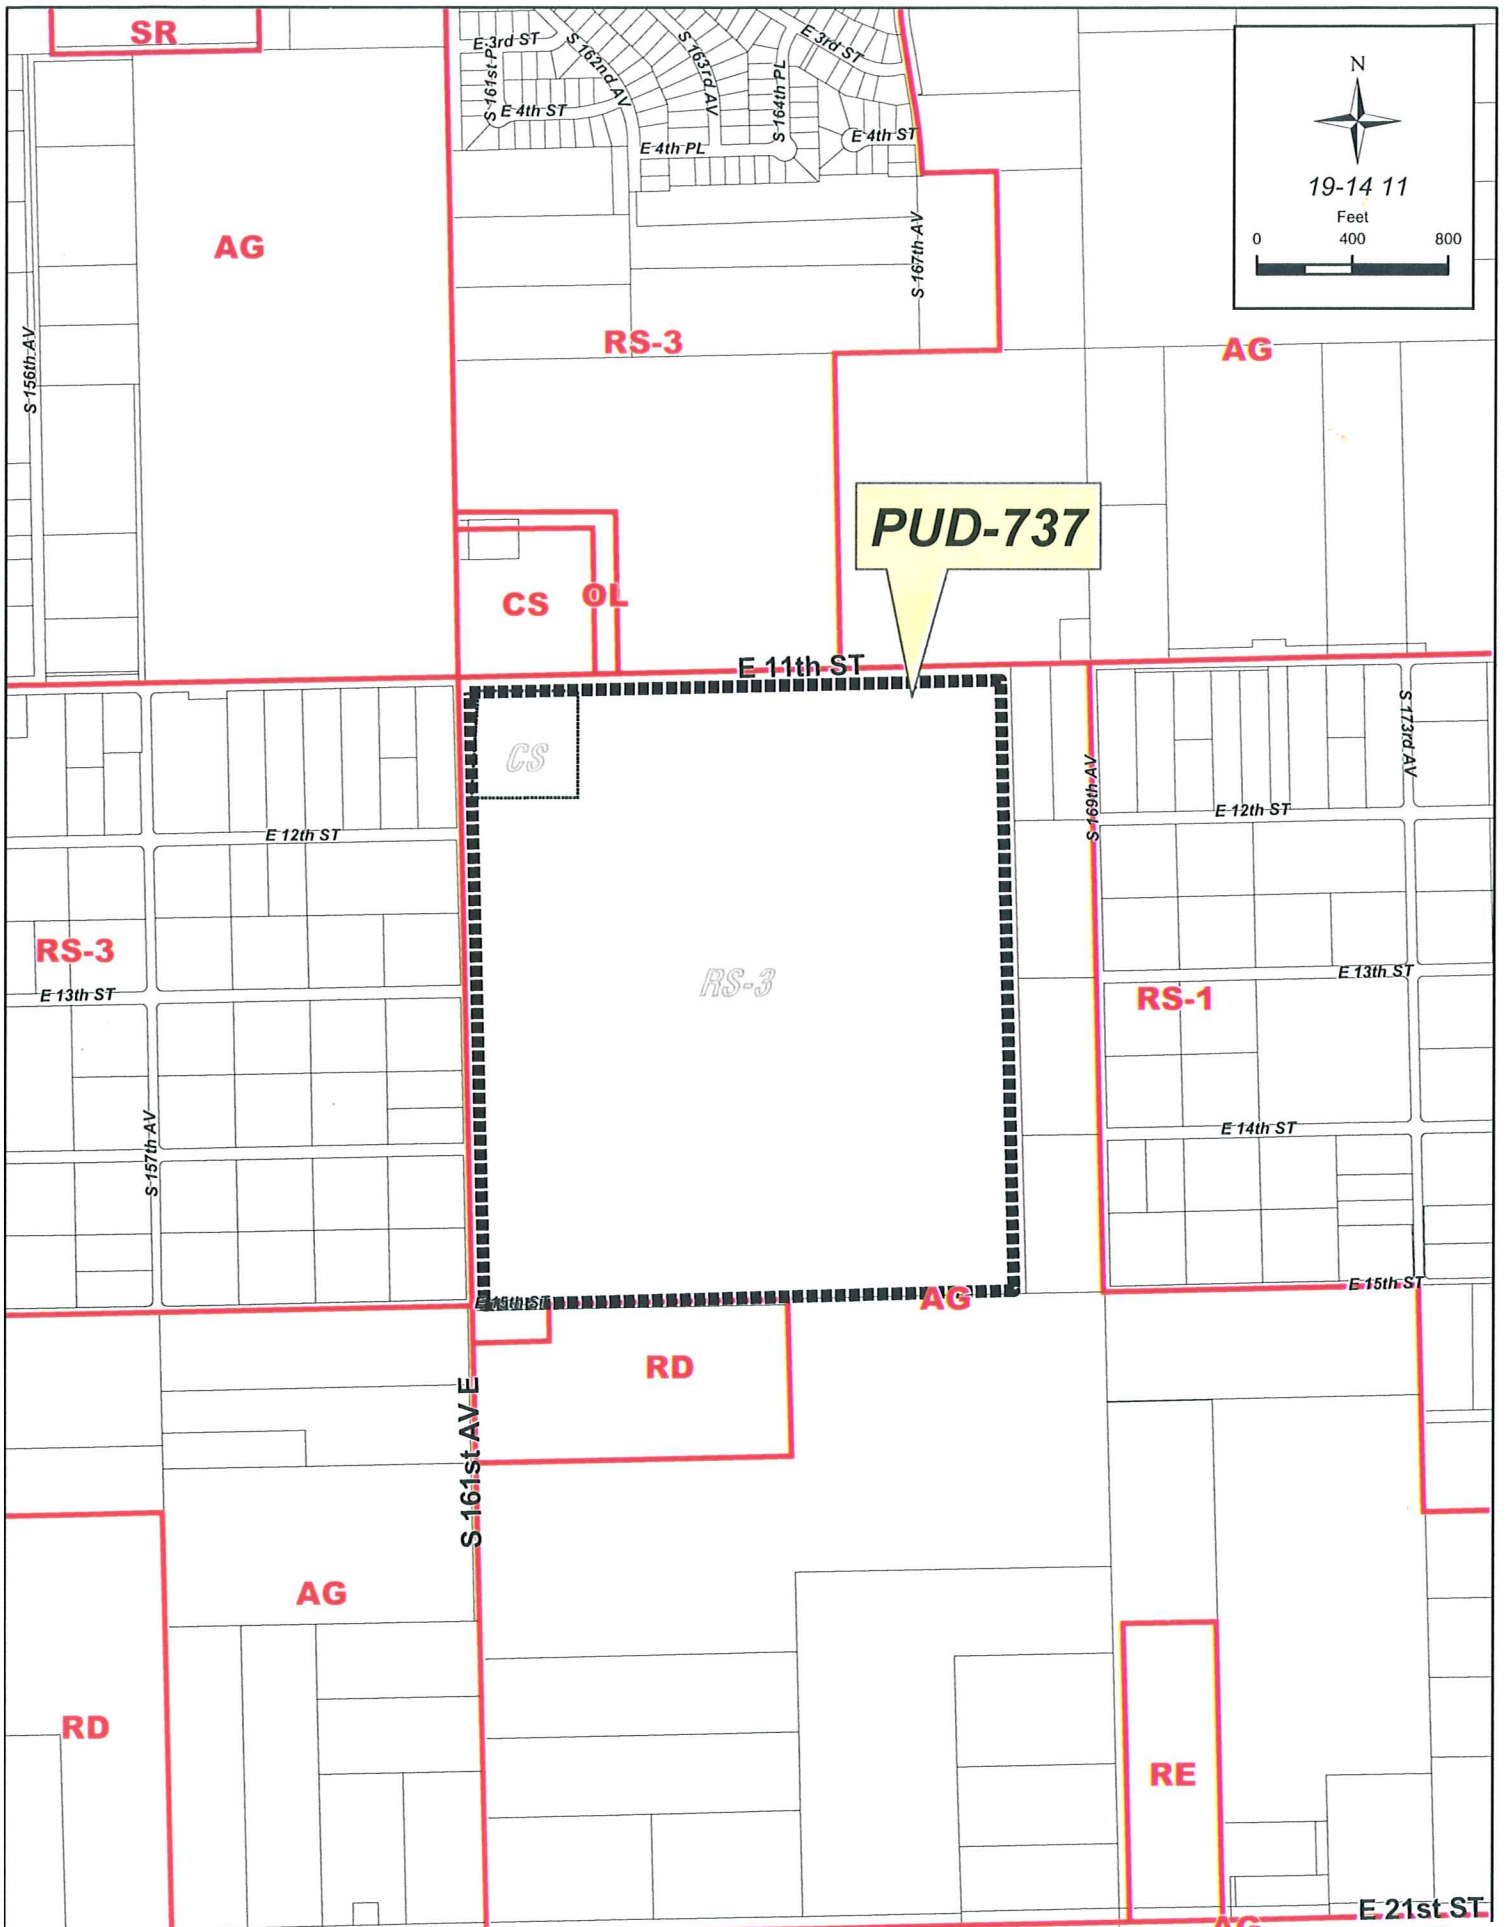 SR
E 3rd ST
S 161st PL
S 162nd AV
S 163rd AV
E 3rd ST
S 164th PL
E 4th ST
E 4th PL
E 4th ST
N
19-14 11
Feet
0 400 800
AG
S 167th AV
S 156th AV
RS-3
AG
PUD-737
CS
OL
E 11th ST
CS
S 173rd AV
S 169th AV
E 12th ST
E 12th ST
RS-3
E 13th ST
RS-3
E 13th ST
RS-1
S 157th AV
E 14th ST
E 15th ST
E 15th ST
AG
RD
S 161st AV E
AG
RD
RE
E 21st ST
AG